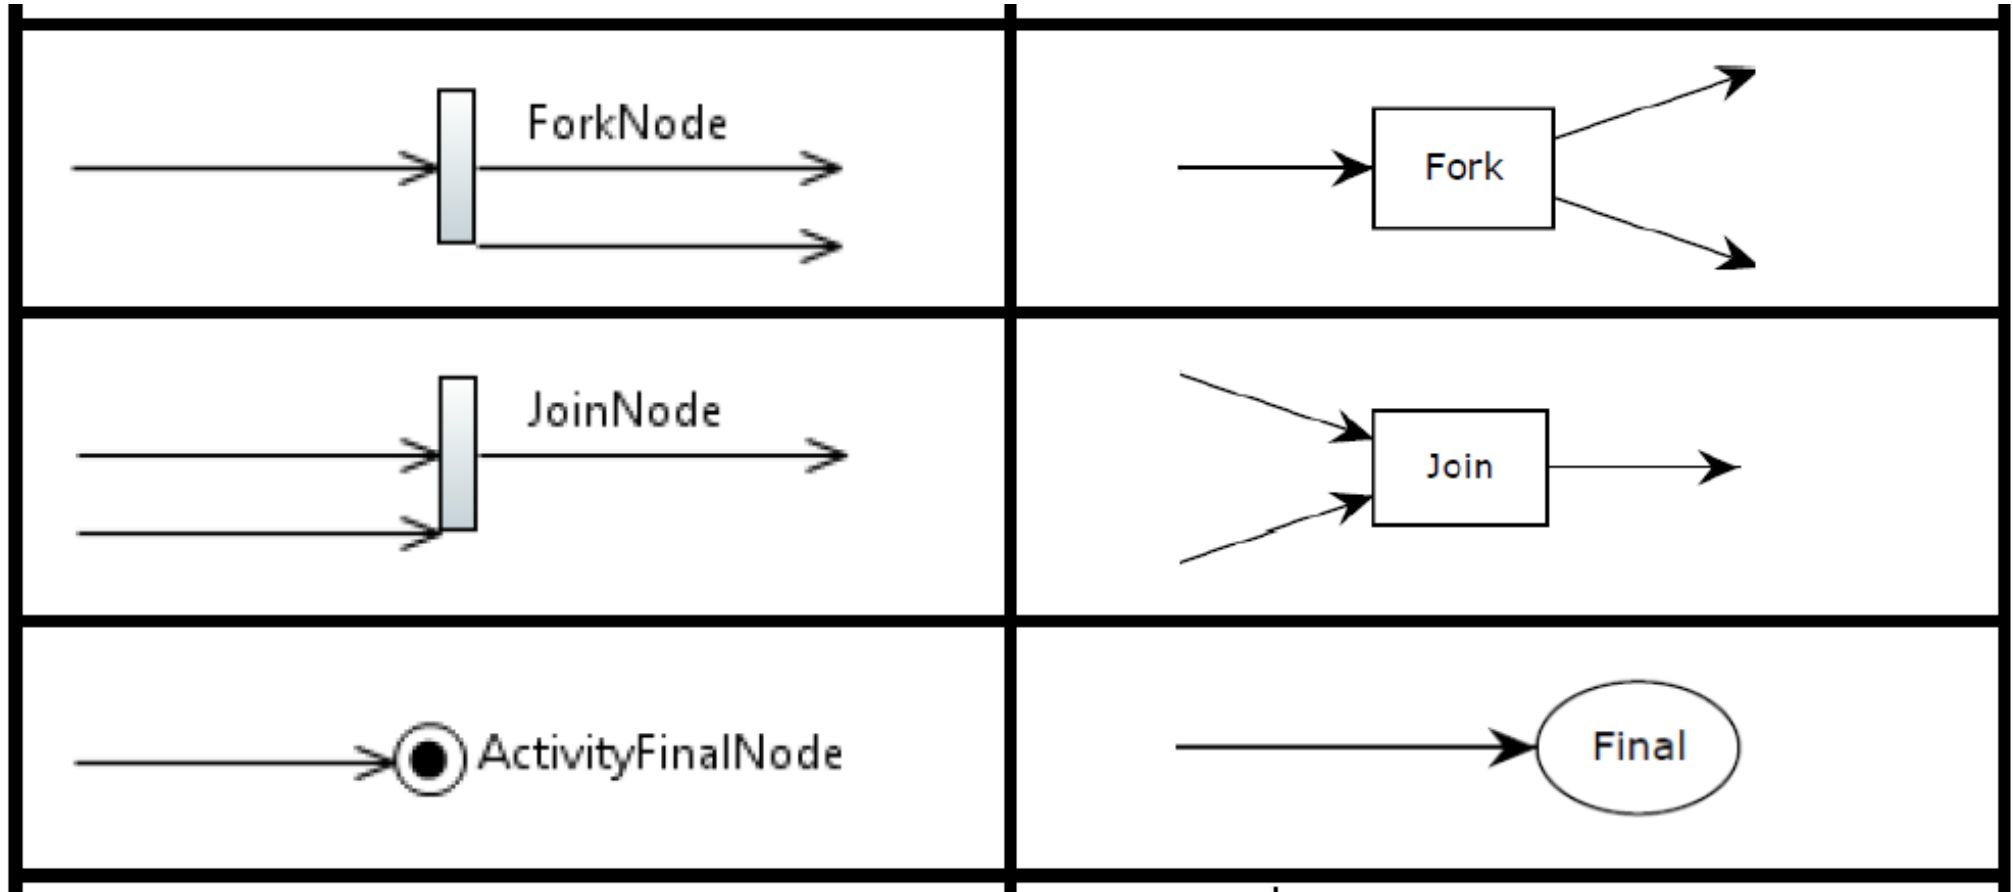 ForkNode
Fork
JoinNode
Join
ActivityFinalNode
Final